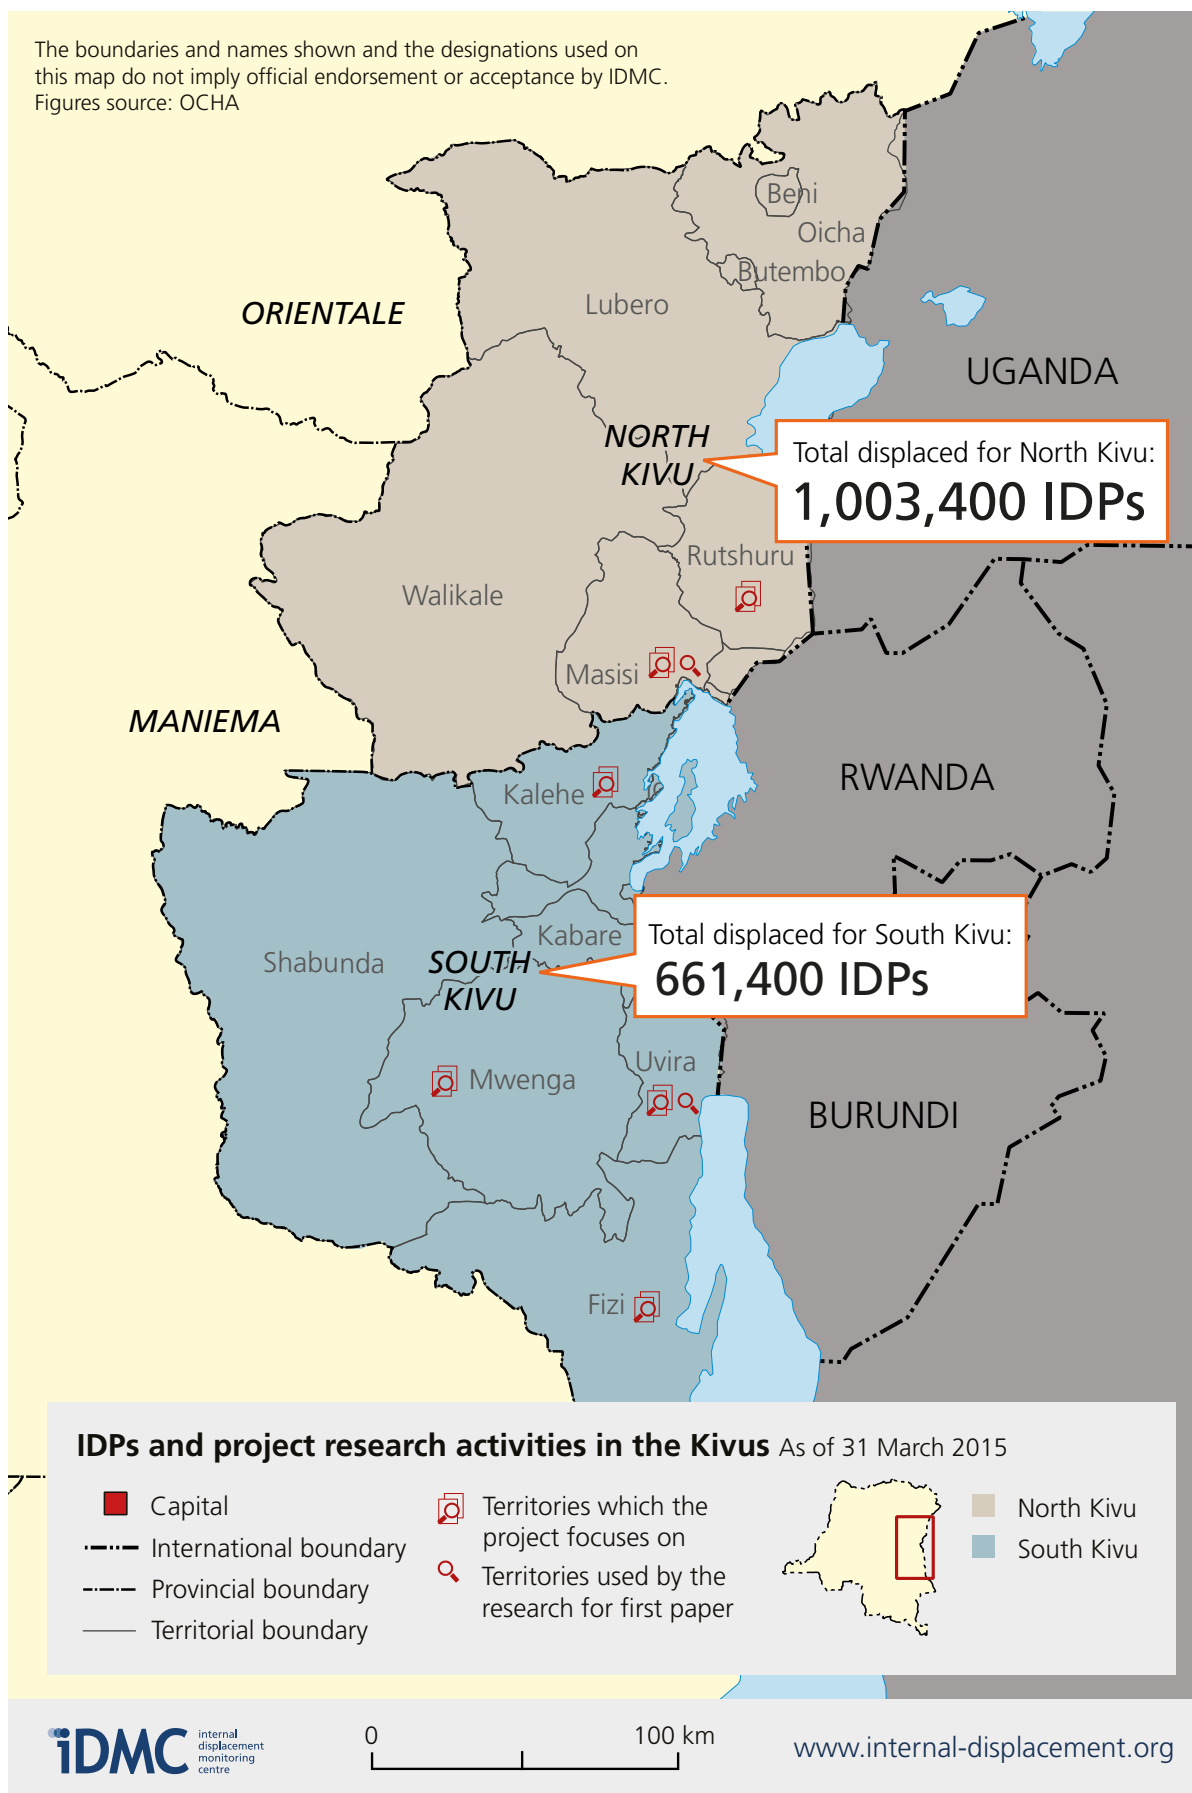 The boundaries and names shown and the designations used on
this map do not imply official endorsement or acceptance by IDMC.
Figures source: OCHA
Beni
Oicha
Butembo
Lubero
ORIENTALE
UGANDA
NORTH
KIVU
Total displaced for North Kivu:
1,003,400 IDPs
Rutshuru
Walikale
Masisi
MANIEMA
RWANDA
Kalehe
Kabare
Total displaced for South Kivu:
661,400 IDPs
Shabunda
SOUTH
KIVU
Uvira
Mwenga
BURUNDI
Fizi
IDPs and project research activities in the Kivus As of 31 March 2015
Capital
International boundary
Provincial boundary
Territorial boundary
Territories which the
project focuses on
Territories used by the
research for first paper
North Kivu
South Kivu
iDMC
internal
displacement
monitoring
centre
0
100 km
www.internal-displacement.org